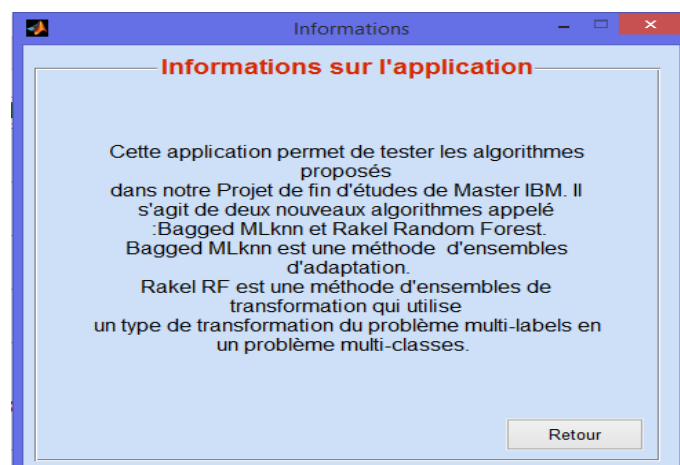 Informations
Informations sur l'application
Cette application permet de tester les algorithmes
proposés
dans notre Projet de fin d'études de Master IBM. Il
s'agit de deux nouveaux algorithmes appelé
:Bagged MLknn et Rakel Random Forest.
Bagged MLknn est une méthode d'ensembles
d'adaptation.
Rakel RF est une méthode d'ensembles de
transformation qui utilise
un type de transformation du problème multi-labels en
un problème multi-classes.
Retour